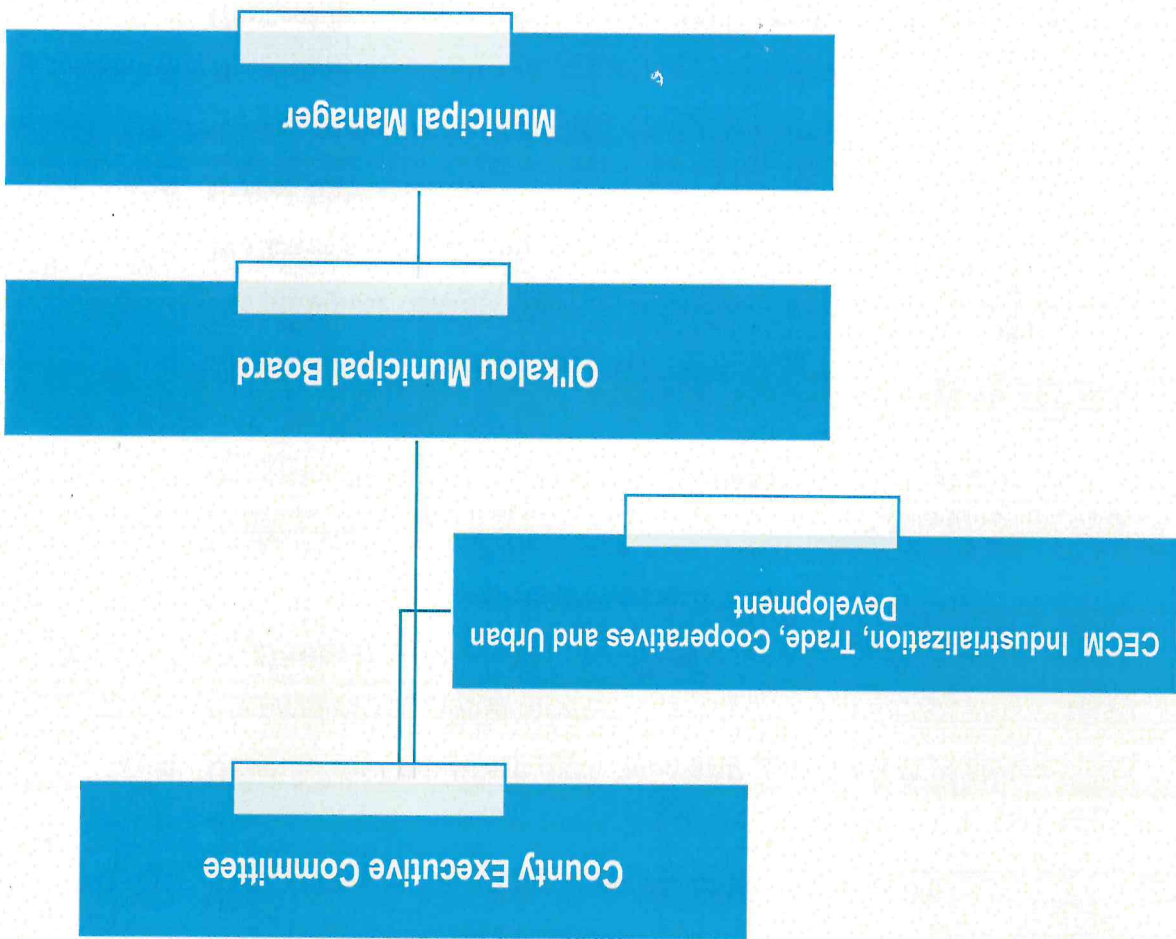 County Executive Committee
CECM Industrialization, Trade, Cooperatives and Urban
Development
Ol'kalou Municipal Board
Municipal Manager